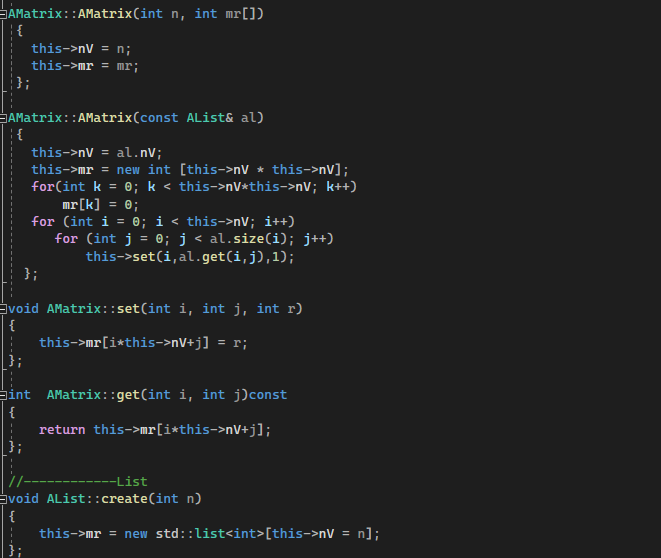 AMatrix::AMatrix(int n, int mr[])
{
this->nV = n;
this->mr = mr;
};
AMatrix::AMatrix(const AList& al)
{
this->nV = al.nV;
this->mr = new int [this->nV * this->nV];
for(int k = 0; k < this->nV*this->nV; k++)
mr[k] = 0;
for (int i = 0; i < this->nV; i++)
for (int j = 0; j < al.size(i); j++)
this->set(i,al.get(i,j),1);
};
void AMatrix::set(int i, int j, int r)
{
this->mr[i*this->nV+j] = r;
};
int  AMatrix::get(int i, int j)const
{
return this->mr[i*this->nV+j];
};
//------------List
void AList::create(int n)
{
this->mr = new std::list<int>[this->nV = n];
};